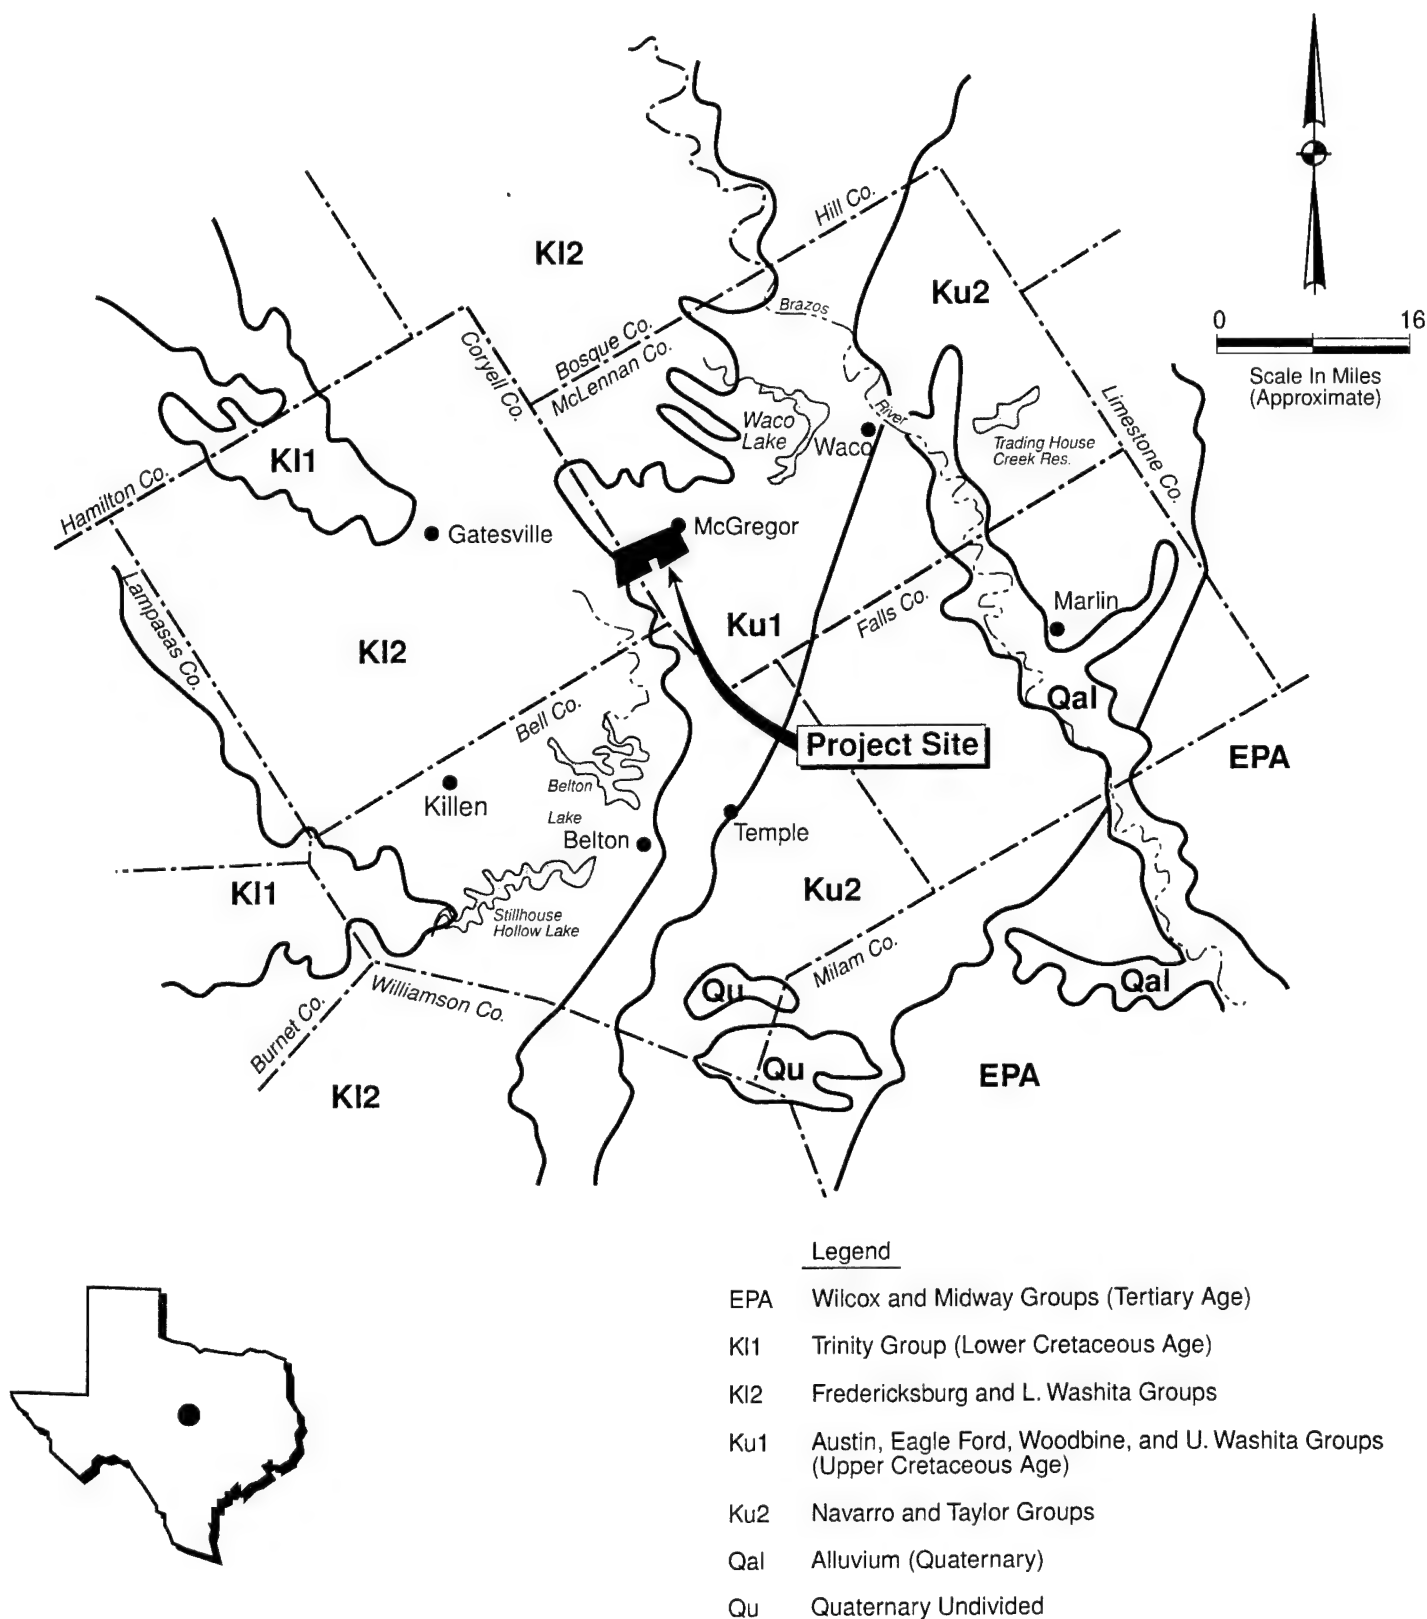 Hill Co.
Kl2
Ku2
Brazos
0 16
Scale In Miles
(Approximate)
Bosque Co.
McLennan Co.
Coryell Co.
Limestone Co.
River
Waco
Lake
Waco
Trading House
Creek Res.
Kl1
Hamilton Co.
Gatesville
McGregor
Lampasas Co.
Kl2
Ku1
Falls Co.
Marlin
Qal
Bell Co.
Project Site
EPA
Killen
Belton
Lake
Belton
Temple
Kl1
Stillhouse
Hollow Lake
Ku2
Milam Co.
Qu
Qal
Williamson Co.
Burnet Co.
Qu
EPA
Kl2
Legend
EPA Wilcox and Midway Groups (Tertiary Age)
Kl1 Trinity Group (Lower Cretaceous Age)
Kl2 Fredericksburg and L. Washita Groups
Ku1 Austin, Eagle Ford, Woodbine, and U. Washita Groups
(Upper Cretaceous Age)
Ku2 Navarro and Taylor Groups
Qal Alluvium (Quaternary)
Qu Quaternary Undivided